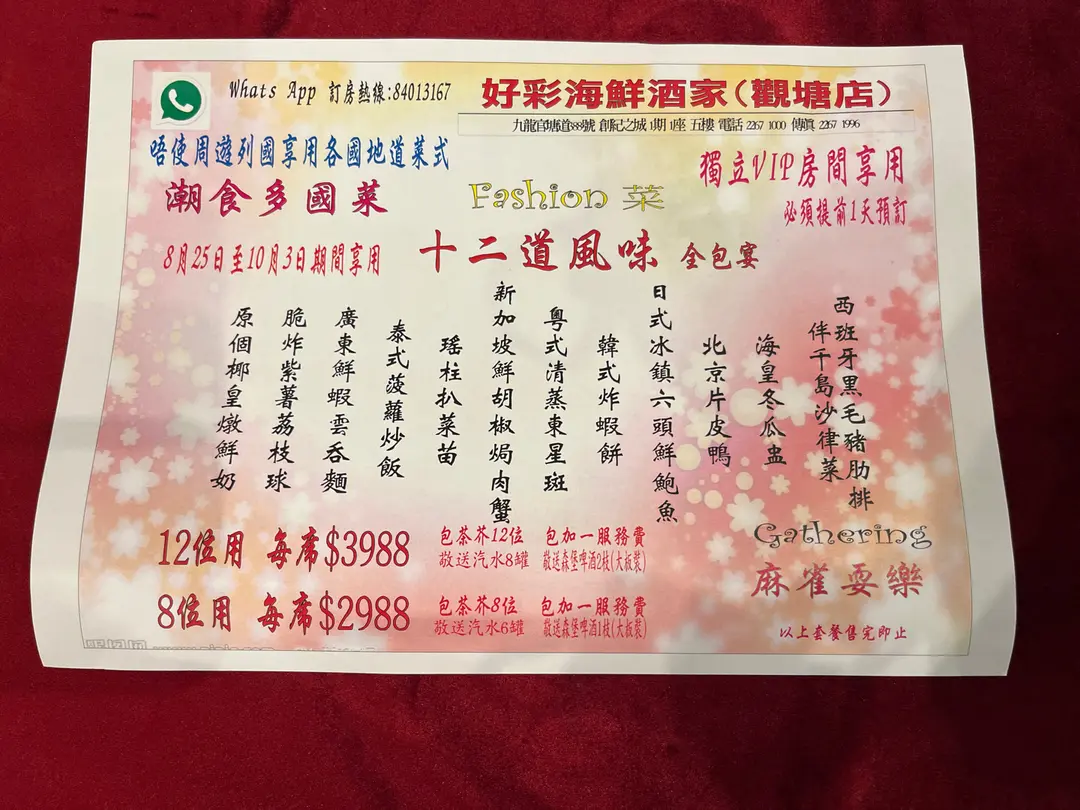 Whats App 訂房熱線:84013167
好彩海鮮酒家(觀塘店)
九龍官塘道388號 創紀之城 1期 1座 五樓 電話 2267 1000 傳真 2267 1996
唔使周遊列國享用各國地道菜式
潮食多國菜
Fashion 菜
獨立VIP房間享用
必須提前1天預訂
8月25日至10月3日期間享用
十二道風味 全包宴
西班牙黑毛豬肋排
伴千島沙律菜
海皇冬瓜盅
北京片皮鴨
日式冰鎮六頭鮮鮑魚
韓式炸蝦餅
粵式清蒸東星斑
新加坡鮮胡椒焗肉蟹
瑤柱扒菜苗
泰式菠蘿炒飯
廣東鮮蝦雲吞麵
脆炸紫薯荔枝球
原個椰皇燉鮮奶
12位用 每席$3988
包茶芥12位 包加一服務費
敬送汽水8罐 敬送森堡啤酒2枝(大板裝)
8位用 每席$2988
包茶芥8位 包加一服務費
敬送汽水6罐 敬送森堡啤酒1枝(大板裝)
Gathering
麻雀耍樂
以上套餐售完即止